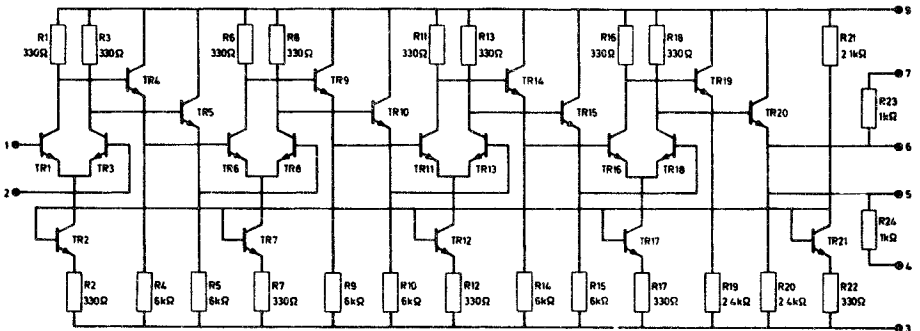 R1
330Ω
R3
330Ω
R6
330Ω
R8
330Ω
R11
330Ω
R13
330Ω
R16
330Ω
R18
330Ω
R21
2·1kΩ
9
7
TR4
TR9
TR14
TR19
R23
1kΩ
TR5
TR10
TR15
TR20
1
6
TR1
TR3
TR6
TR8
TR11
TR13
TR16
TR18
2
5
TR2
TR7
TR12
TR17
TR21
R24
1kΩ
4
R2
330Ω
R4
6kΩ
R5
6kΩ
R7
330Ω
R9
6kΩ
R10
6kΩ
R12
330Ω
R14
6kΩ
R15
6kΩ
R17
330Ω
R19
2·4kΩ
R20
2·4kΩ
R22
330Ω
3